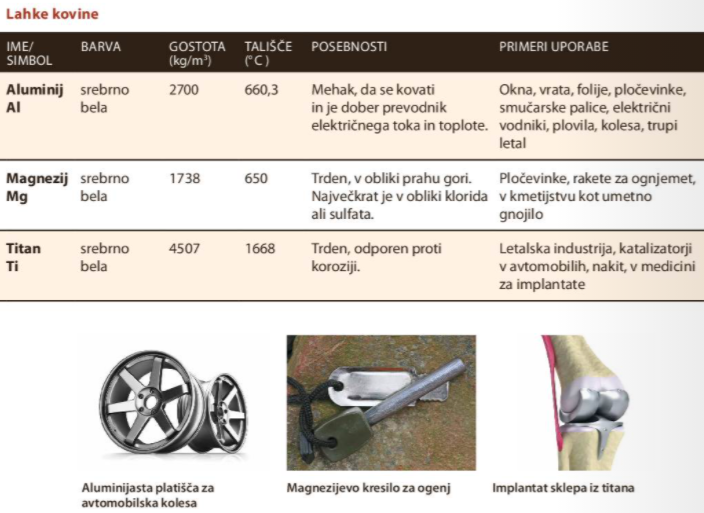 Lahke kovine
IME/ BARVA GOSTOTA TALIŠČE POSEBNOSTI PRIMERI UPORABE
SIMBOL (kg/m³) (°C)
Aluminij srebrno 2700 660,3 Mehak, da se kovati Okna, vrata, folije, pločevinke,
Al bela in je dober prevodnik smučarske palice, električni
električnega toka in toplote. vodniki, plovila, kolesa, trupi
letal
Magnezij srebrno 1738 650 Trden, v obliki prahu gori. Pločevinke, rakete za ognjemet,
Mg bela Največkrat je v obliki klorida v kmetijstvu kot umetno
ali sulfata. gnojilo
Titan srebrno 4507 1668 Trden, odporen proti Letalska industrija, katalizatorji
Ti bela koroziji. v avtomobilih, nakit, v medicini
za implantate
Aluminijasta platišča za
avtomobilska kolesa
Magnezijevo kresilo za ogenj
Implantat sklepa iz titana